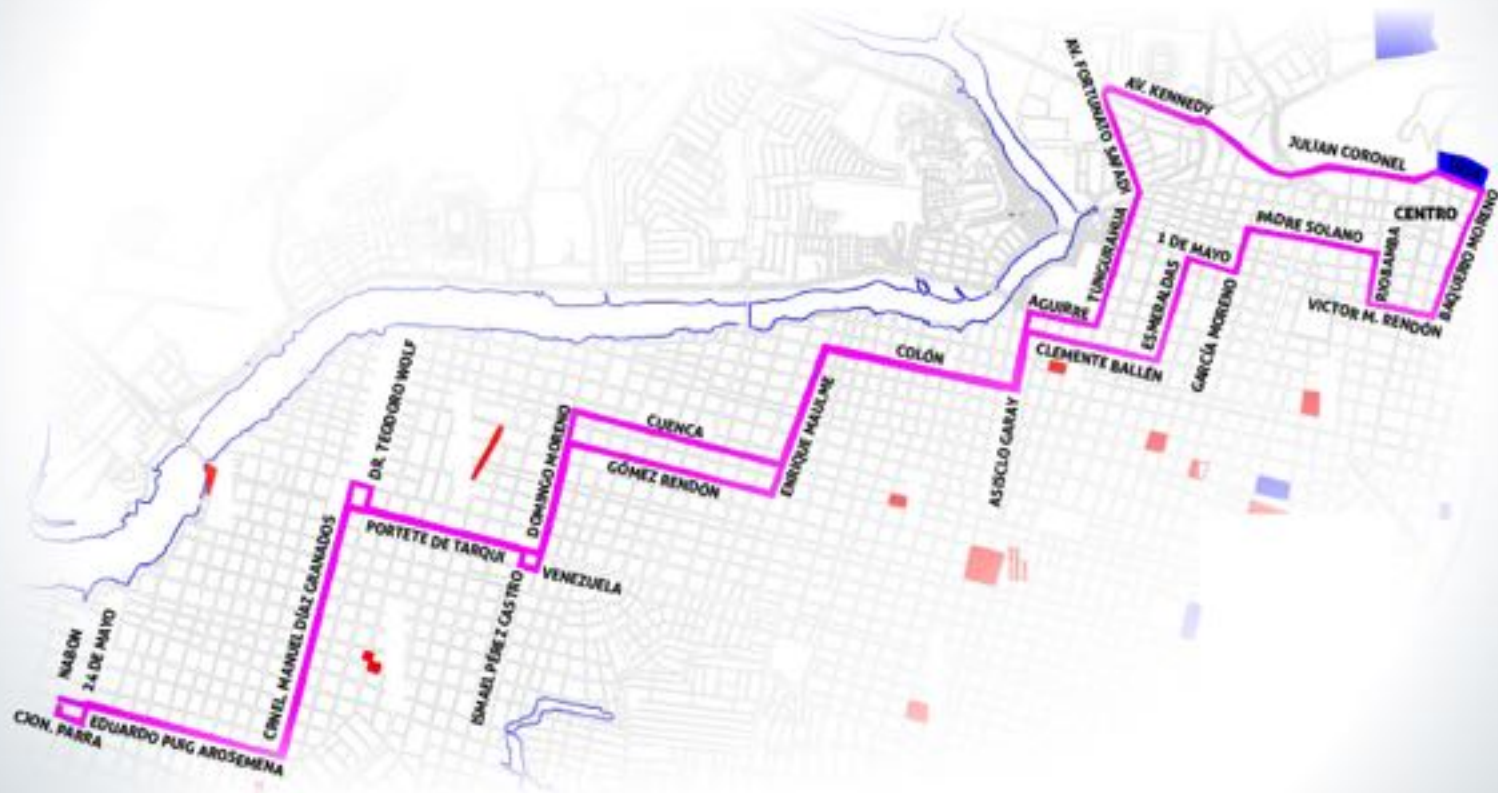 AV. FORTUNATO SAFADI
AV. KENNEDY
JULIAN CORONEL
CENTRO
BAQUERIO MORENO
PADRE SOLANO
RIOBAMBA
VICTOR M. RENDÓN
1 DE MAYO
GARCÍA MORENO
ESMERALDAS
TUNGURAHUA
AGUIRRE
CLEMENTE BALLÉN
COLÓN
ASISCLO GARAY
ENRIQUE MAULME
CUENCA
GÓMEZ RENDÓN
DOMINGO MORENO
DR. TEODORO WOLF
PORTETE DE TARQUI
VENEZUELA
ISMAEL PÉREZ CASTRO
CRNEL MANUEL DÍAZ GRANADOS
NABON
24 DE MAYO
EDUARDO PUIG AROSEMENA
CJON. PARRA